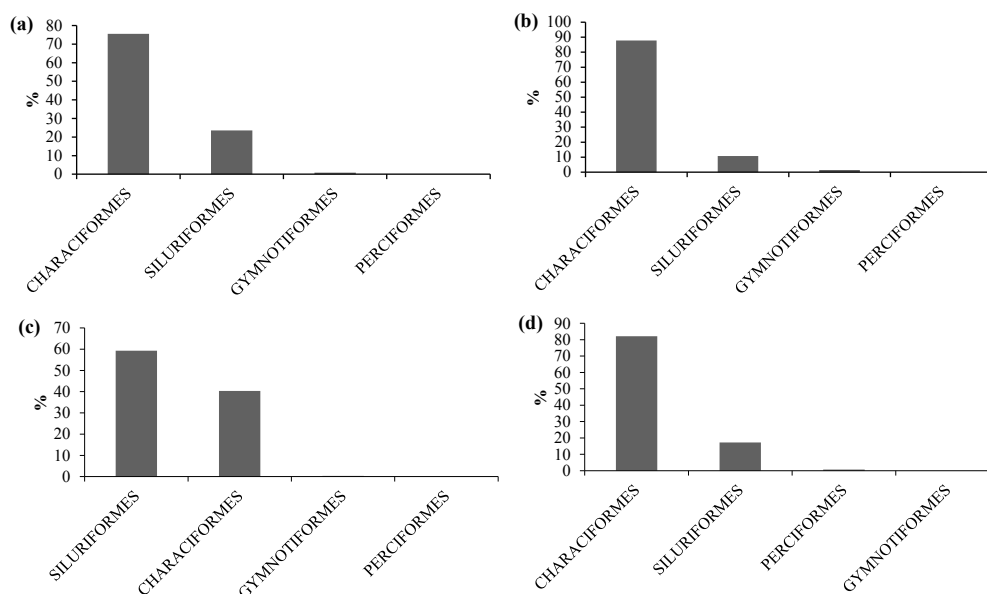 (a)
80
70
60
50
40
30
20
10
0
%
CHARACIFORMES
SILURIFORMES
GYMNOTIFORMES
PERCIFORMES
(b)
100
90
80
70
60
50
40
30
20
10
0
%
CHARACIFORMES
SILURIFORMES
GYMNOTIFORMES
PERCIFORMES
(c)
70
60
50
40
30
20
10
0
%
SILURIFORMES
CHARACIFORMES
GYMNOTIFORMES
PERCIFORMES
(d)
90
80
70
60
50
40
30
20
10
0
%
CHARACIFORMES
SILURIFORMES
PERCIFORMES
GYMNOTIFORMES